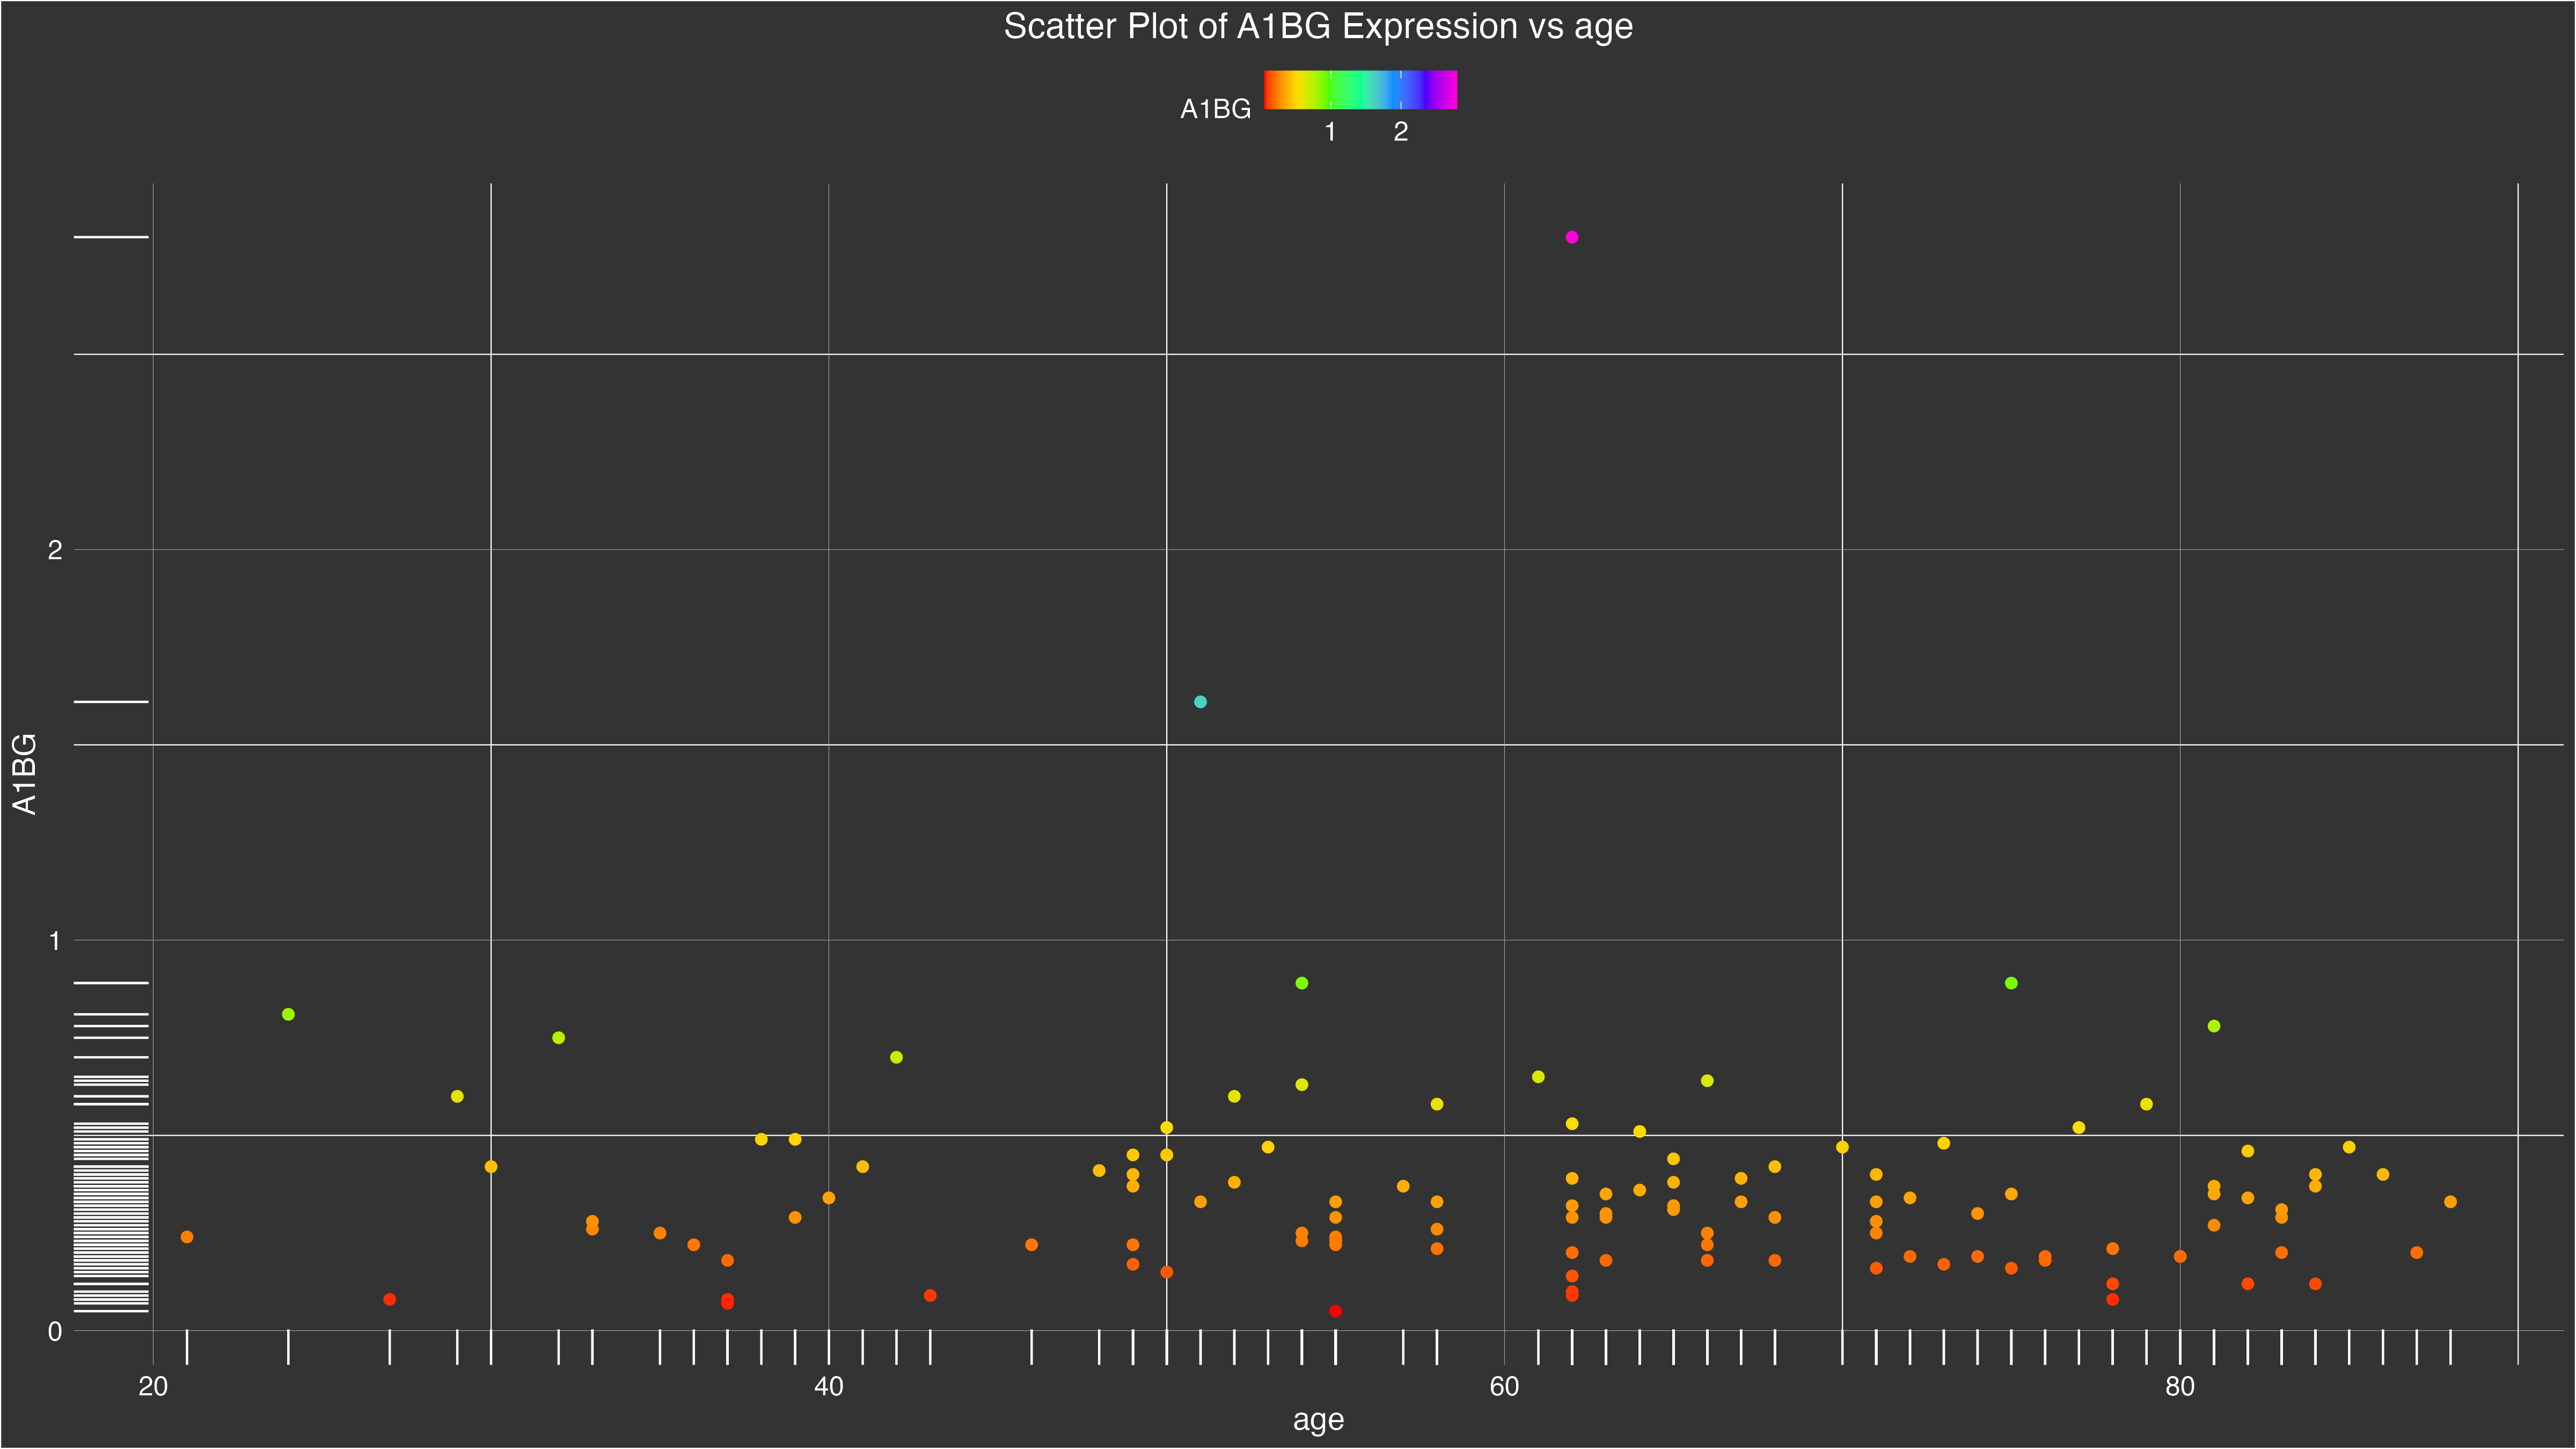 Scatter Plot of A1BG Expression vs age
A1BG
1 2
A1BG
2
1
0
20 40 60 80
age